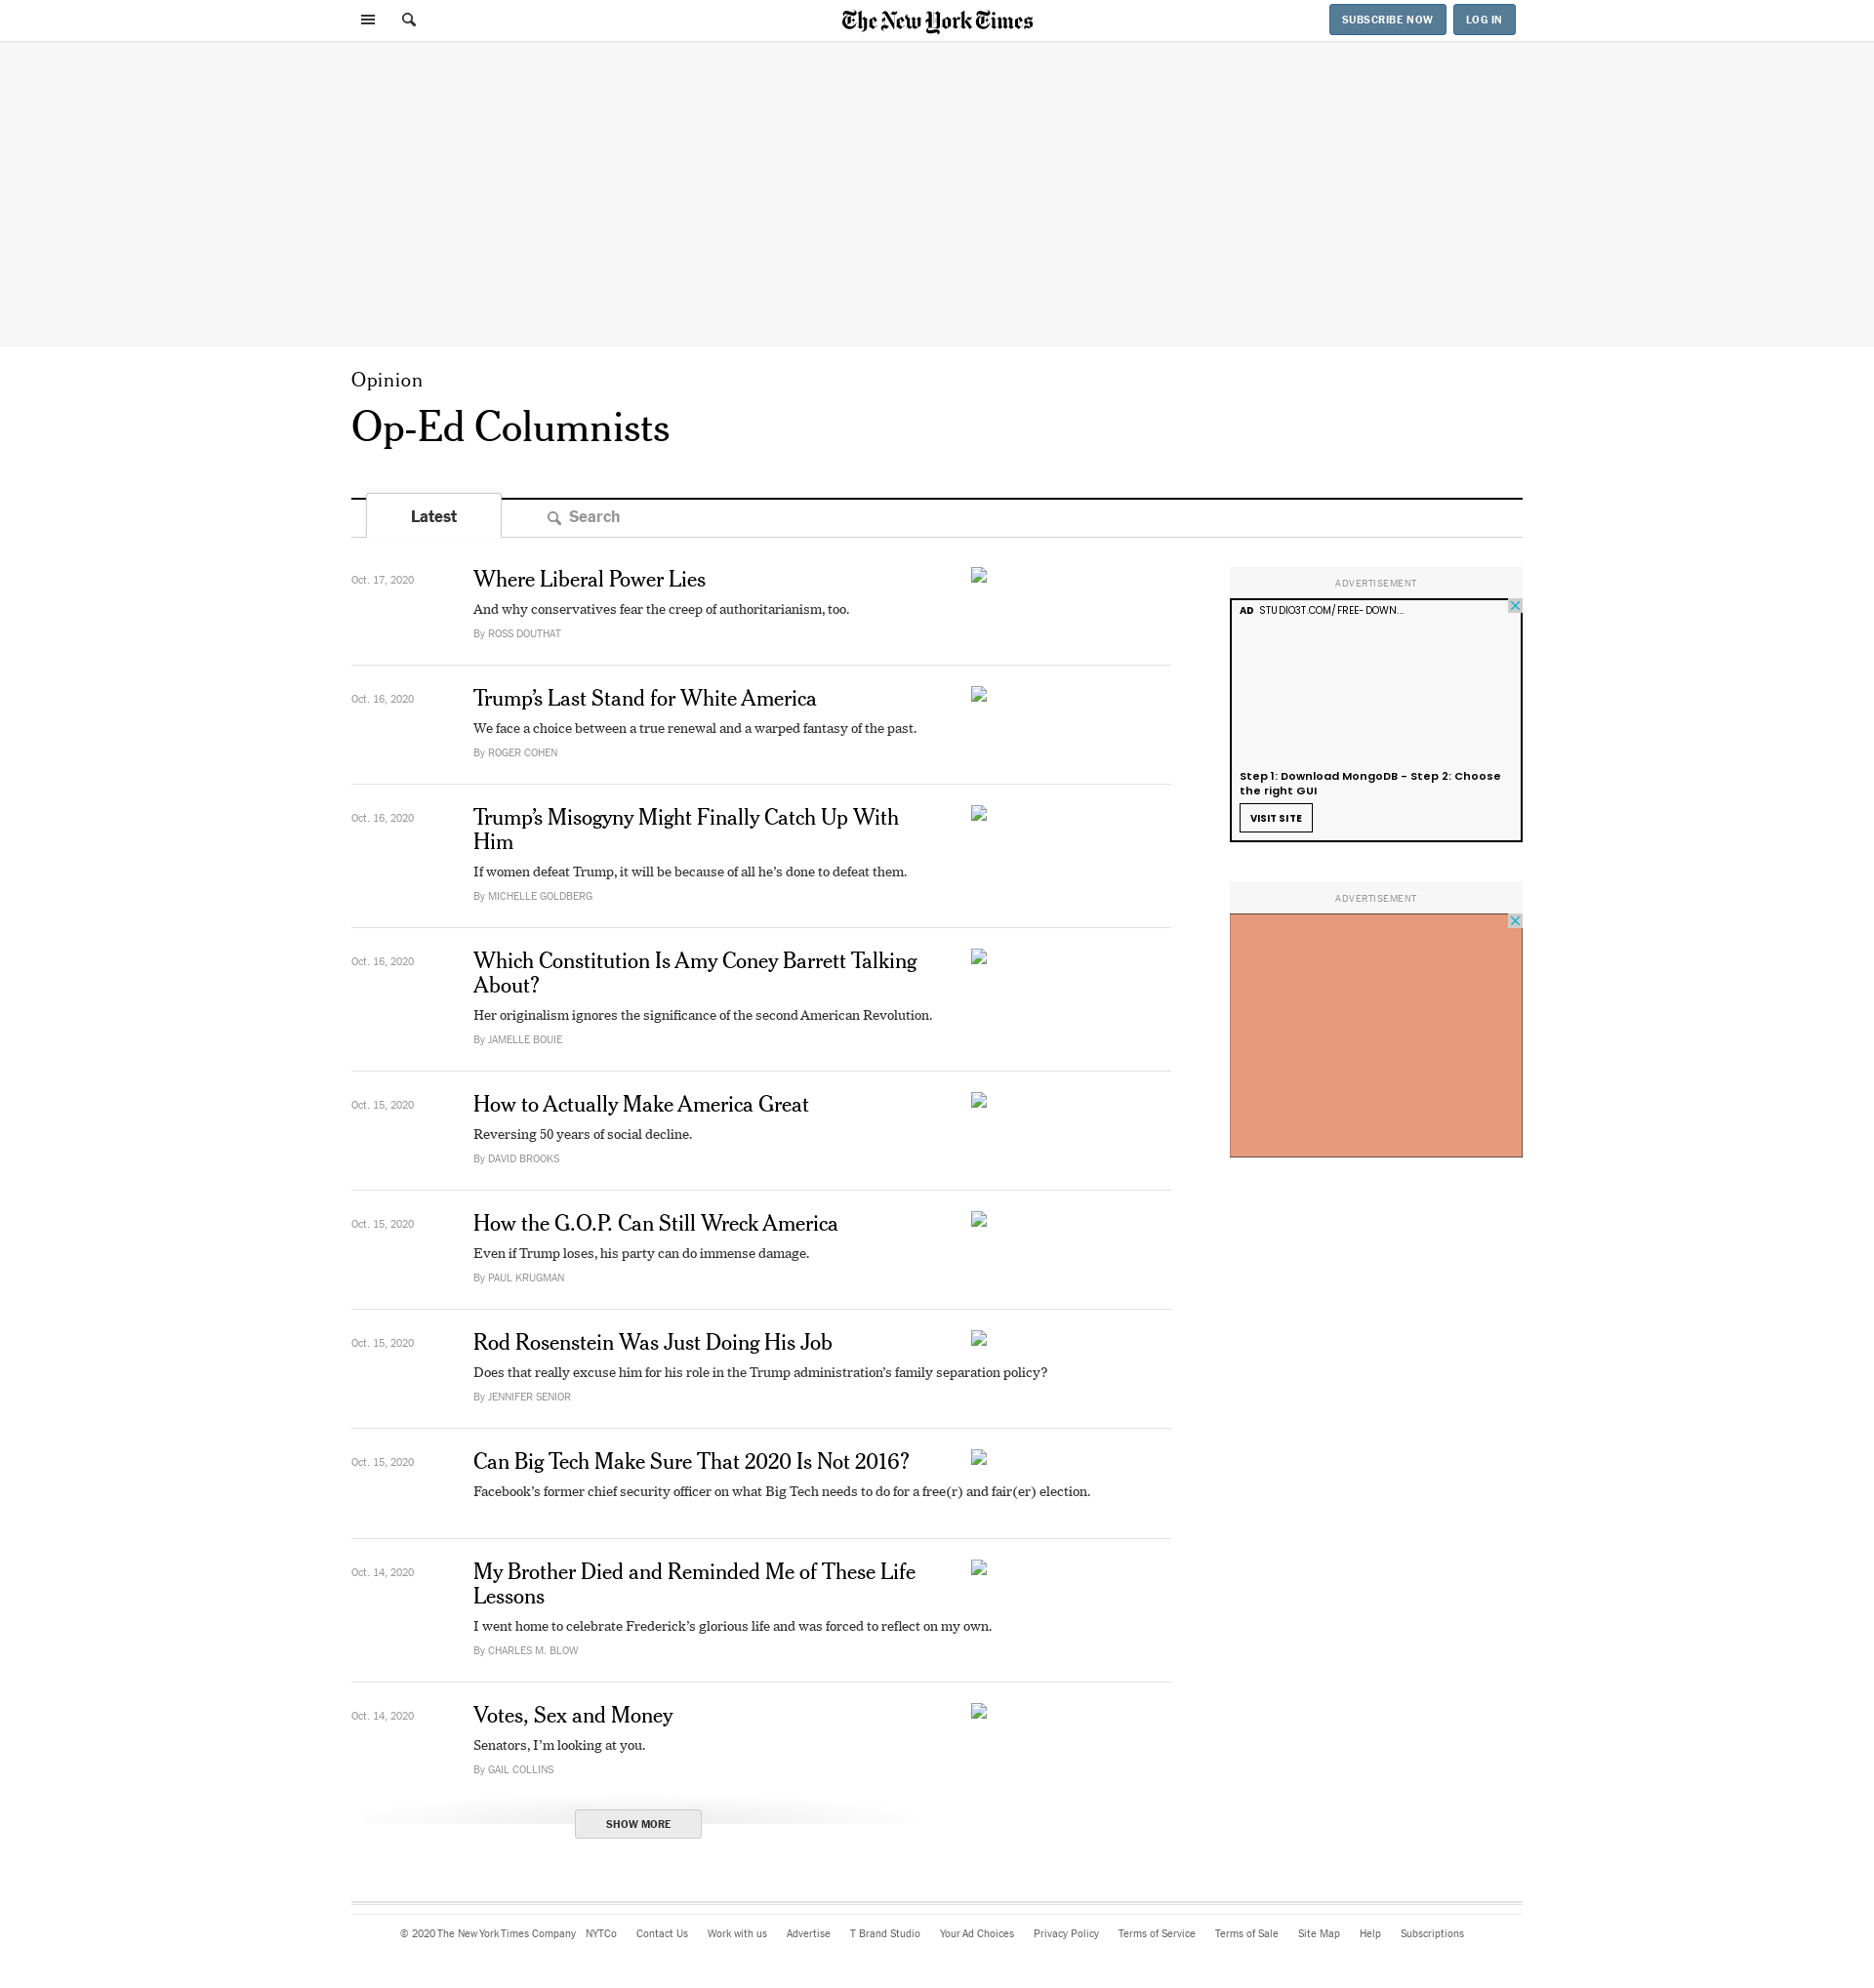 The New York Times
SUBSCRIBE NOW
LOG IN
Opinion
Op-Ed Columnists
Latest
Search
Oct. 17, 2020
Where Liberal Power Lies
And why conservatives fear the creep of authoritarianism, too.
By ROSS DOUTHAT
Oct. 16, 2020
Trump’s Last Stand for White America
We face a choice between a true renewal and a warped fantasy of the past.
By ROGER COHEN
Oct. 16, 2020
Trump’s Misogyny Might Finally Catch Up With
Him
If women defeat Trump, it will be because of all he’s done to defeat them.
By MICHELLE GOLDBERG
Oct. 16, 2020
Which Constitution Is Amy Coney Barrett Talking
About?
Her originalism ignores the significance of the second American Revolution.
By JAMELLE BOUIE
Oct. 15, 2020
How to Actually Make America Great
Reversing 50 years of social decline.
By DAVID BROOKS
Oct. 15, 2020
How the G.O.P. Can Still Wreck America
Even if Trump loses, his party can do immense damage.
By PAUL KRUGMAN
Oct. 15, 2020
Rod Rosenstein Was Just Doing His Job
Does that really excuse him for his role in the Trump administration’s family separation policy?
By JENNIFER SENIOR
Oct. 15, 2020
Can Big Tech Make Sure That 2020 Is Not 2016?
Facebook’s former chief security officer on what Big Tech needs to do for a free(r) and fair(er) election.
Oct. 14, 2020
My Brother Died and Reminded Me of These Life
Lessons
I went home to celebrate Frederick’s glorious life and was forced to reflect on my own.
By CHARLES M. BLOW
Oct. 14, 2020
Votes, Sex and Money
Senators, I’m looking at you.
By GAIL COLLINS
SHOW MORE
ADVERTISEMENT
AD STUDIO3T.COM/FREE-DOWN...
Step 1: Download MongoDB - Step 2: Choose
the right GUI
VISIT SITE
ADVERTISEMENT
© 2020 The New York Times Company NYTCo Contact Us Work with us Advertise T Brand Studio Your Ad Choices Privacy Policy Terms of Service Terms of Sale Site Map Help Subscriptions